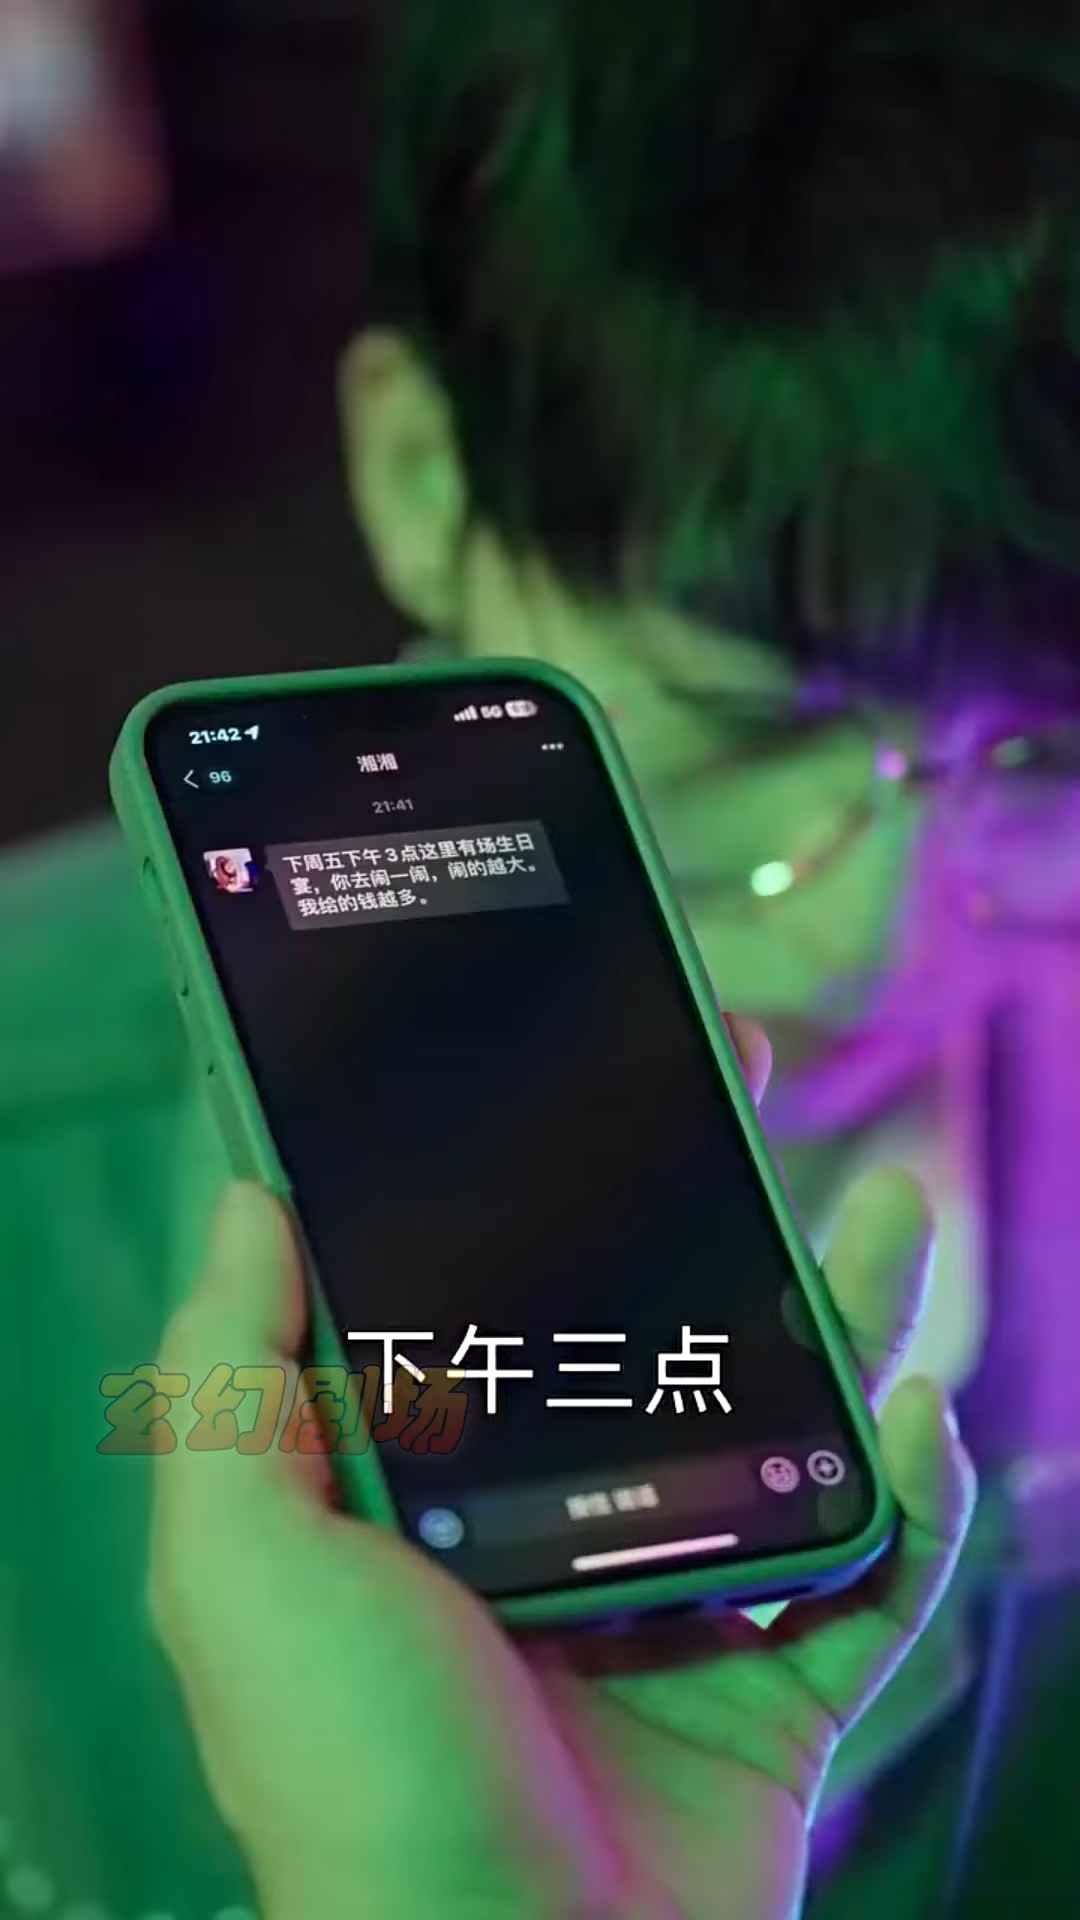 21:42
5G
96
湘湘
21:41
下周五下午3点这里有场生日
宴，你去闹一闹，闹的越大。
我给的钱越多。
下午三点
玄幻剧场